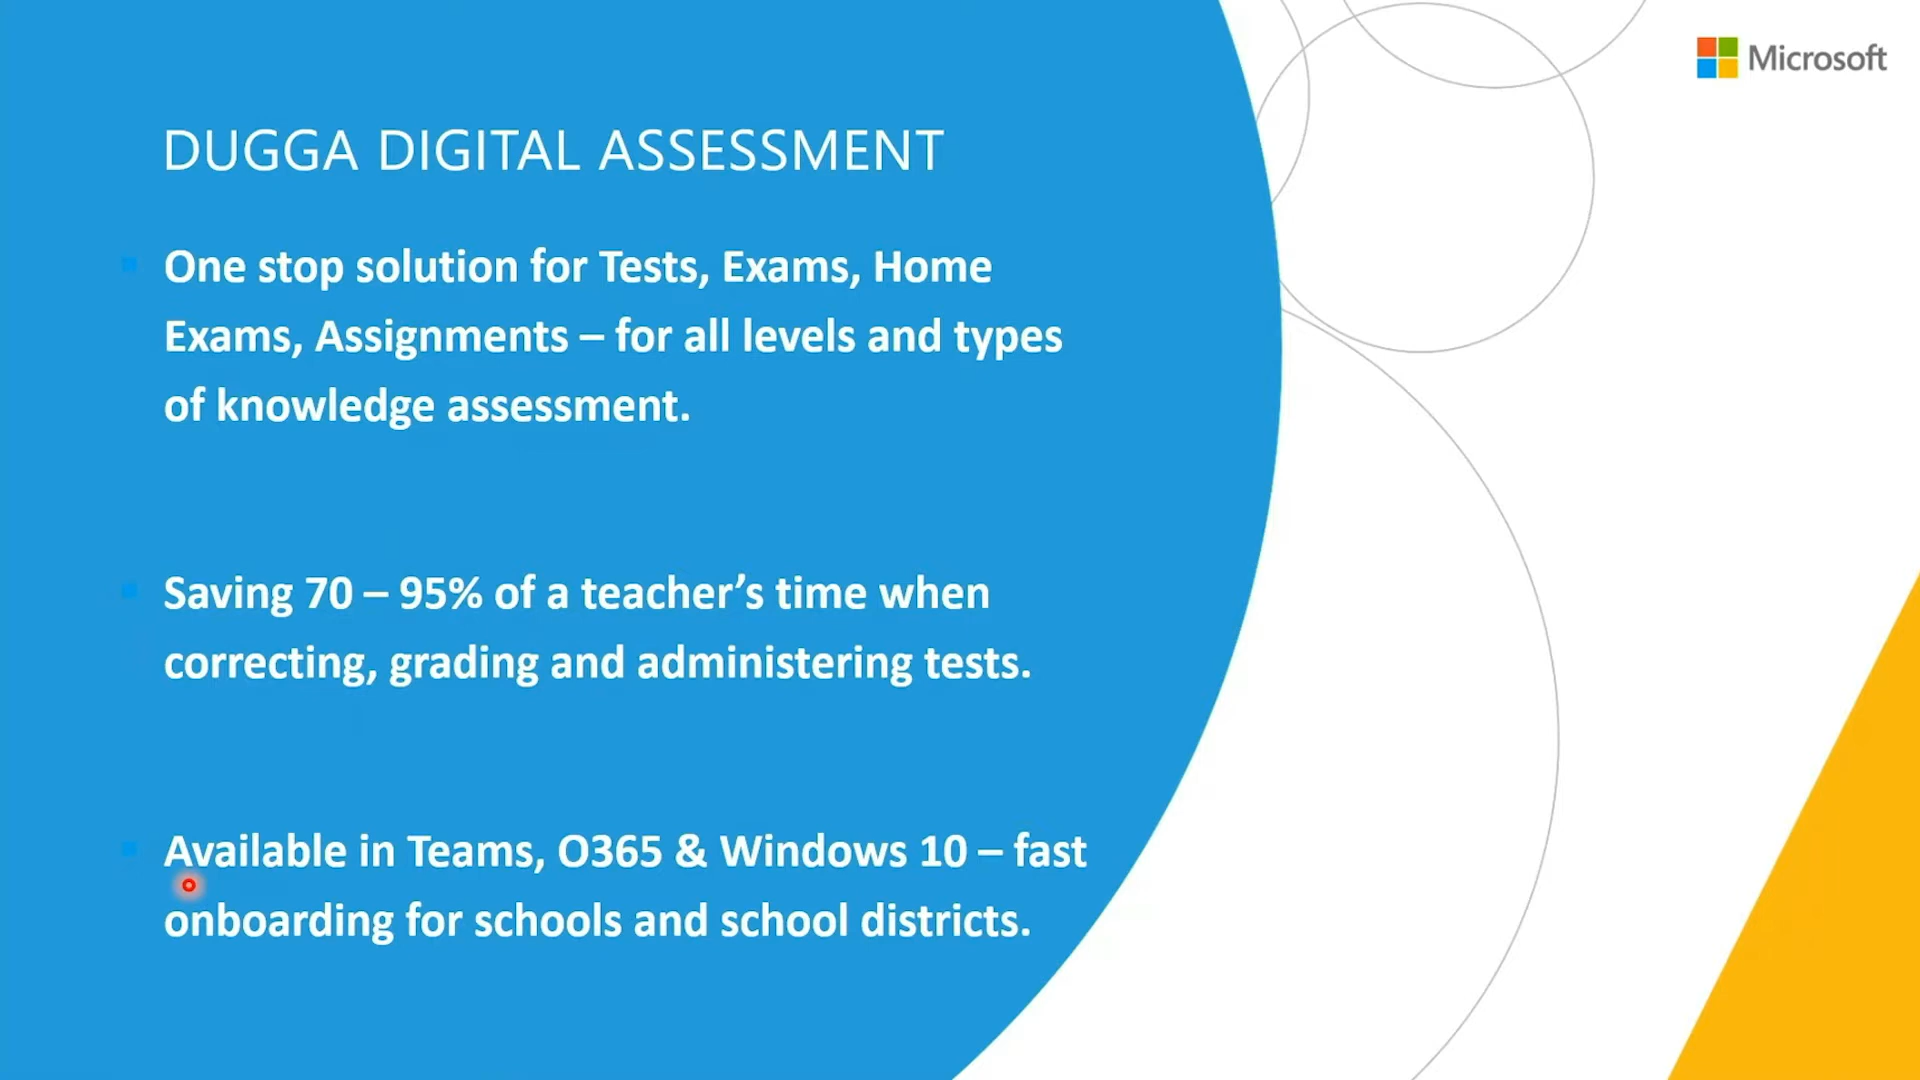 Microsoft
DUGGA DIGITAL ASSESSMENT
One stop solution for Tests, Exams, Home
Exams, Assignments – for all levels and types
of knowledge assessment.
Saving 70 – 95% of a teacher’s time when
correcting, grading and administering tests.
Available in Teams, O365 & Windows 10 – fast
onboarding for schools and school districts.